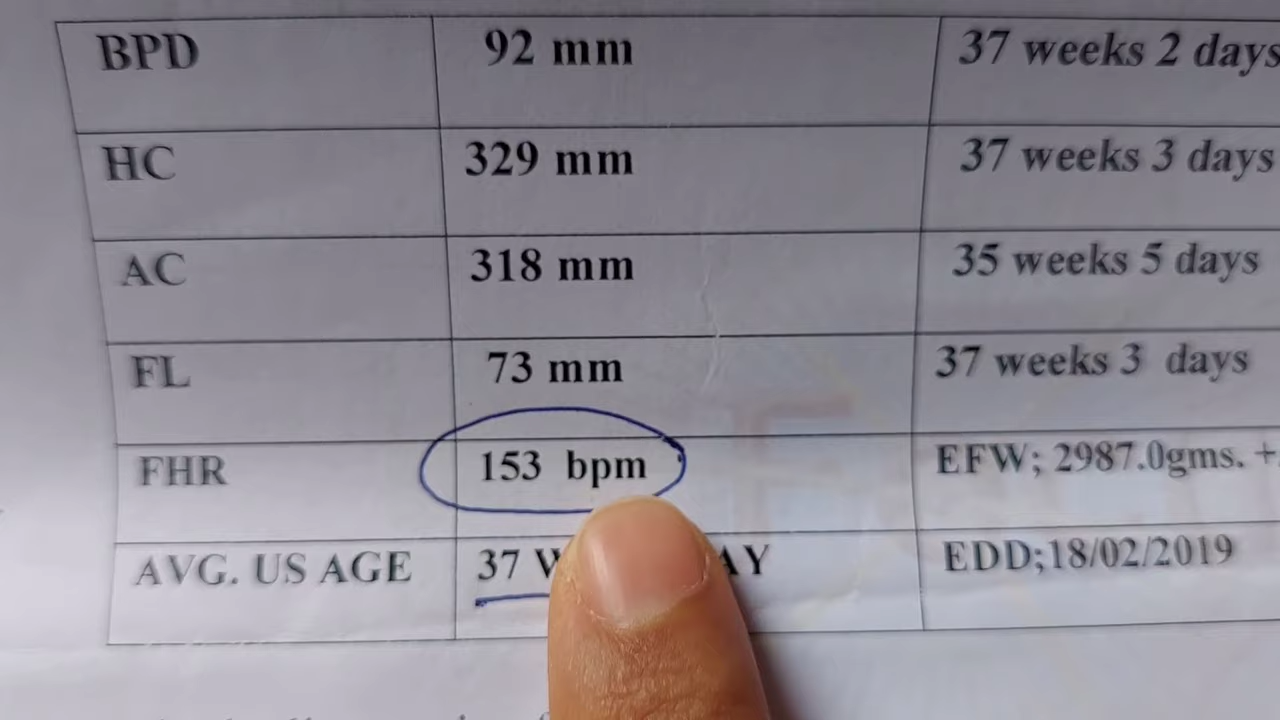 BPD 92 mm 37 weeks 2 days
HC 329 mm 37 weeks 3 days
AC 318 mm 35 weeks 5 days
FL 73 mm 37 weeks 3 days
FHR 153 bpm EFW; 2987.0gms. +
AVG. US AGE 37 W AY EDD;18/02/2019